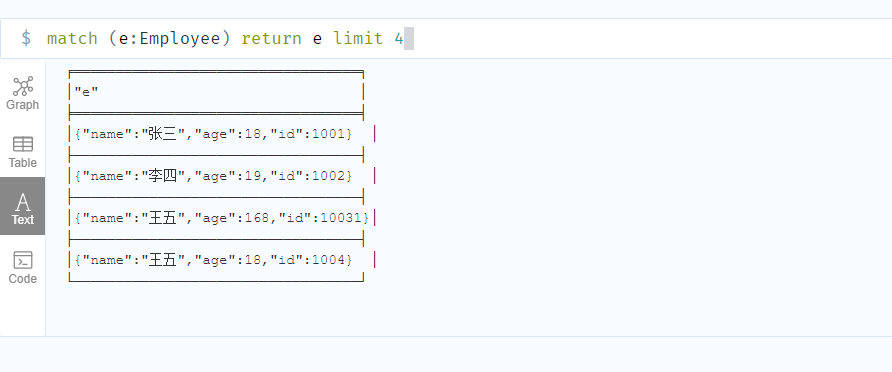 $ match (e:Employee) return e limit 4
Graph
Table
Text
Code
"e"
{"name":"张三","age":18,"id":1001}
{"name":"李四","age":19,"id":1002}
{"name":"王五","age":168,"id":10031}
{"name":"王五","age":18,"id":1004}